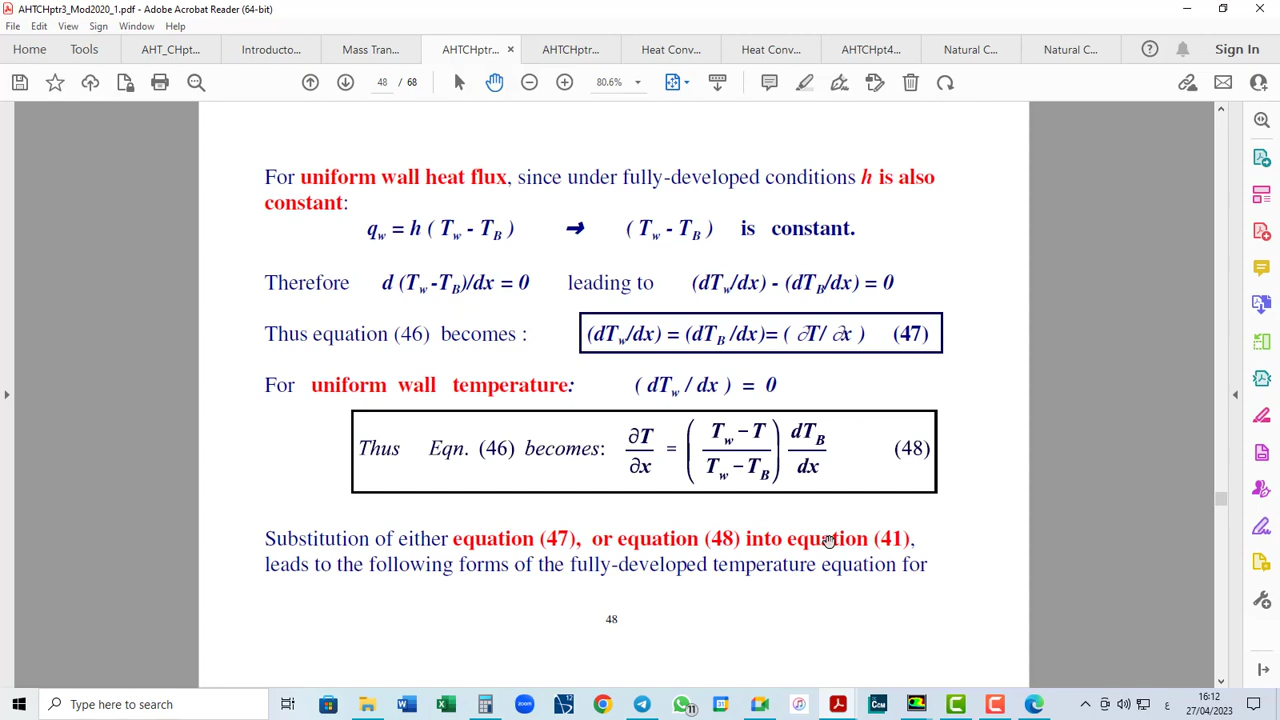 AHTCHptr3_Mod2020_1.pdf - Adobe Acrobat Reader (64-bit)
File Edit View Sign Window Help
Home Tools AHT_CHpt... Introducto... Mass Tran... AHTCHptr... × AHTCHptr... Heat Conv... Heat Conv... AHTCHpt4... Natural C... Natural C... Sign In
48 / 68 80.6%
For uniform wall heat flux, since under fully-developed conditions h is also
constant:
q_w = h ( T_w - T_B ) → ( T_w - T_B ) is constant.
Therefore d (T_w -T_B)/dx = 0 leading to (dT_w/dx) - (dT_B/dx) = 0
Thus equation (46) becomes : (dT_w/dx) = (dT_B /dx)= ( ∂T/ ∂x ) (47)
For uniform wall temperature: ( dT_w / dx ) = 0
Thus Eqn. (46) becomes: ∂T/∂x = ( (T_w − T)/(T_w − T_B) ) dT_B/dx (48)
Substitution of either equation (47), or equation (48) into equation (41),
leads to the following forms of the fully-developed temperature equation for
48
Type here to search
zoom
11
31
Com
ع
16:12
27/04/2023